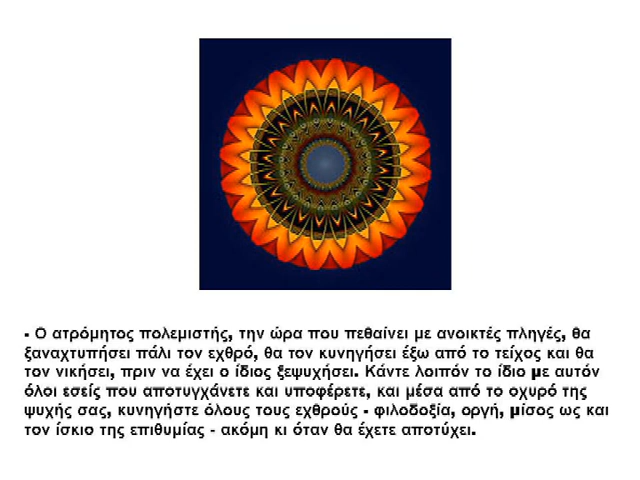 - Ο ατρόμητος πολεμιστής, την ώρα που πεθαίνει με ανοικτές πληγές, θα
ξαναχτυπήσει πάλι τον εχθρό, θα τον κυνηγήσει έξω από το τείχος και θα
τον νικήσει, πριν να έχει ο ίδιος ξεψυχήσει. Κάντε λοιπόν το ίδιο με αυτόν
όλοι εσείς που αποτυγχάνετε και υποφέρετε, και μέσα από το οχυρό της
ψυχής σας, κυνηγήστε όλους τους εχθρούς - φιλοδοξία, οργή, μίσος ως και
τον ίσκιο της επιθυμίας - ακόμη κι όταν θα έχετε αποτύχει.